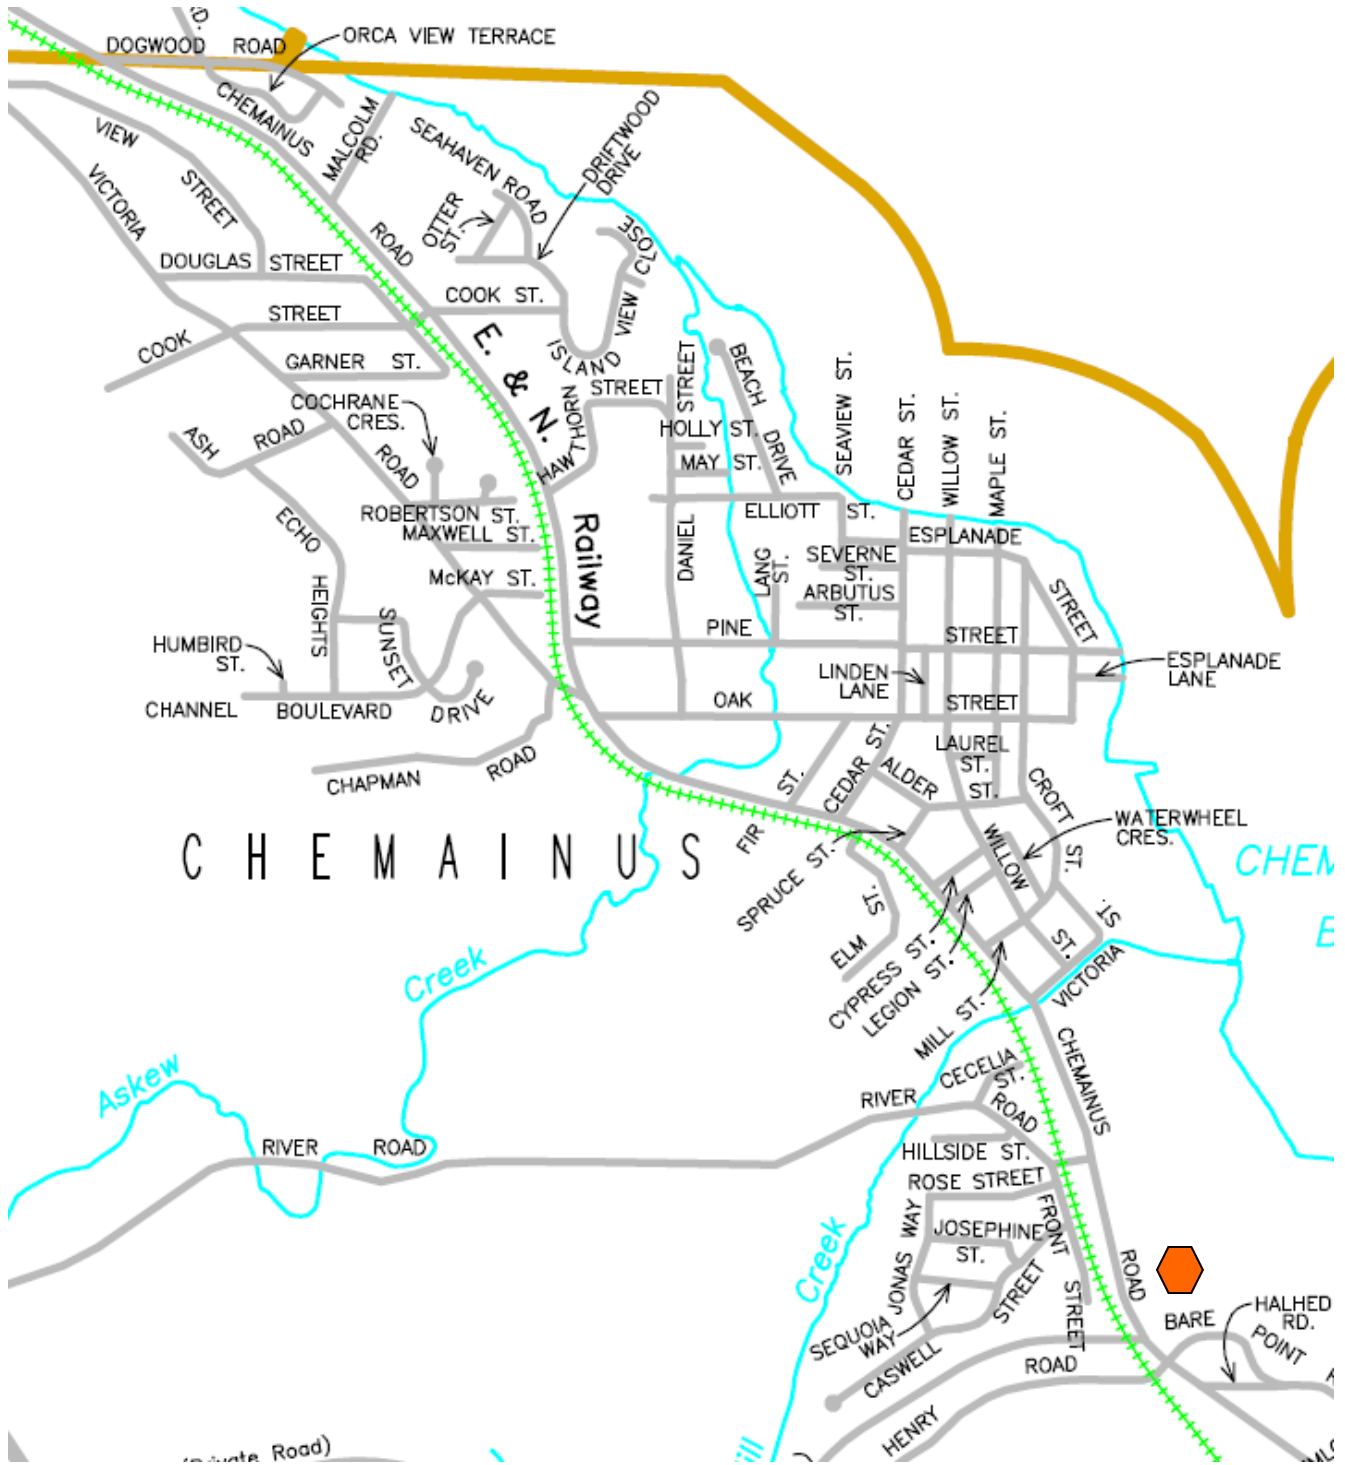 RD.
DOGWOOD ROAD
ORCA VIEW TERRACE
CHEMAINUS
MALCOLM
RD.
SEAHAVEN ROAD
DRIFTWOOD
DRIVE
VIEW
STREET
VICTORIA
OTTER
ST.
ROAD
CLOSE
DOUGLAS STREET
COOK ST.
VIEW
STREET
COOK
ISLAND
E. & N.
GARNER ST.
STREET
STREET
BEACH
DRIVE
SEAVIEW ST.
CEDAR ST.
WILLOW ST.
MAPLE ST.
COCHRANE
CRES.
HAWTHORN
HOLLY ST.
MAY ST.
ASH
ROAD
ROAD
ROBERTSON ST.
MAXWELL ST.
Railway
ELLIOTT ST.
ESPLANADE
ECHO
HEIGHTS
McKAY ST.
DANIEL
LANG
ST.
SEVERNE
ST.
ARBUTUS
ST.
STREET
PINE
STREET
SUNSET
DRIVE
HUMBIRD
ST.
LINDEN
LANE
ESPLANADE
LANE
CHANNEL BOULEVARD
OAK
STREET
CHAPMAN ROAD
LAUREL
ST.
ST.
CEDAR ST.
ALDER
ST.
CROFT
ST.
WATERWHEEL
CRES.
CHEMAINUS
FIR
SPRUCE ST.
WILLOW
ST.
CHEM
B
ST.
ELM
ST.
CYPRESS ST.
LEGION ST.
MILL ST.
VICTORIA
Creek
Askew
CHEMAINUS
CECELIA
ST.
RIVER
ROAD
RIVER ROAD
HILLSIDE ST.
ROSE STREET
JONAS WAY
JOSEPHINE
ST.
FRONT
STREET
STREET
ROAD
Creek
SEQUOIA
WAY
CASWELL
BARE
POINT
HALHED
RD.
ROAD
HENRY
(Private Road)